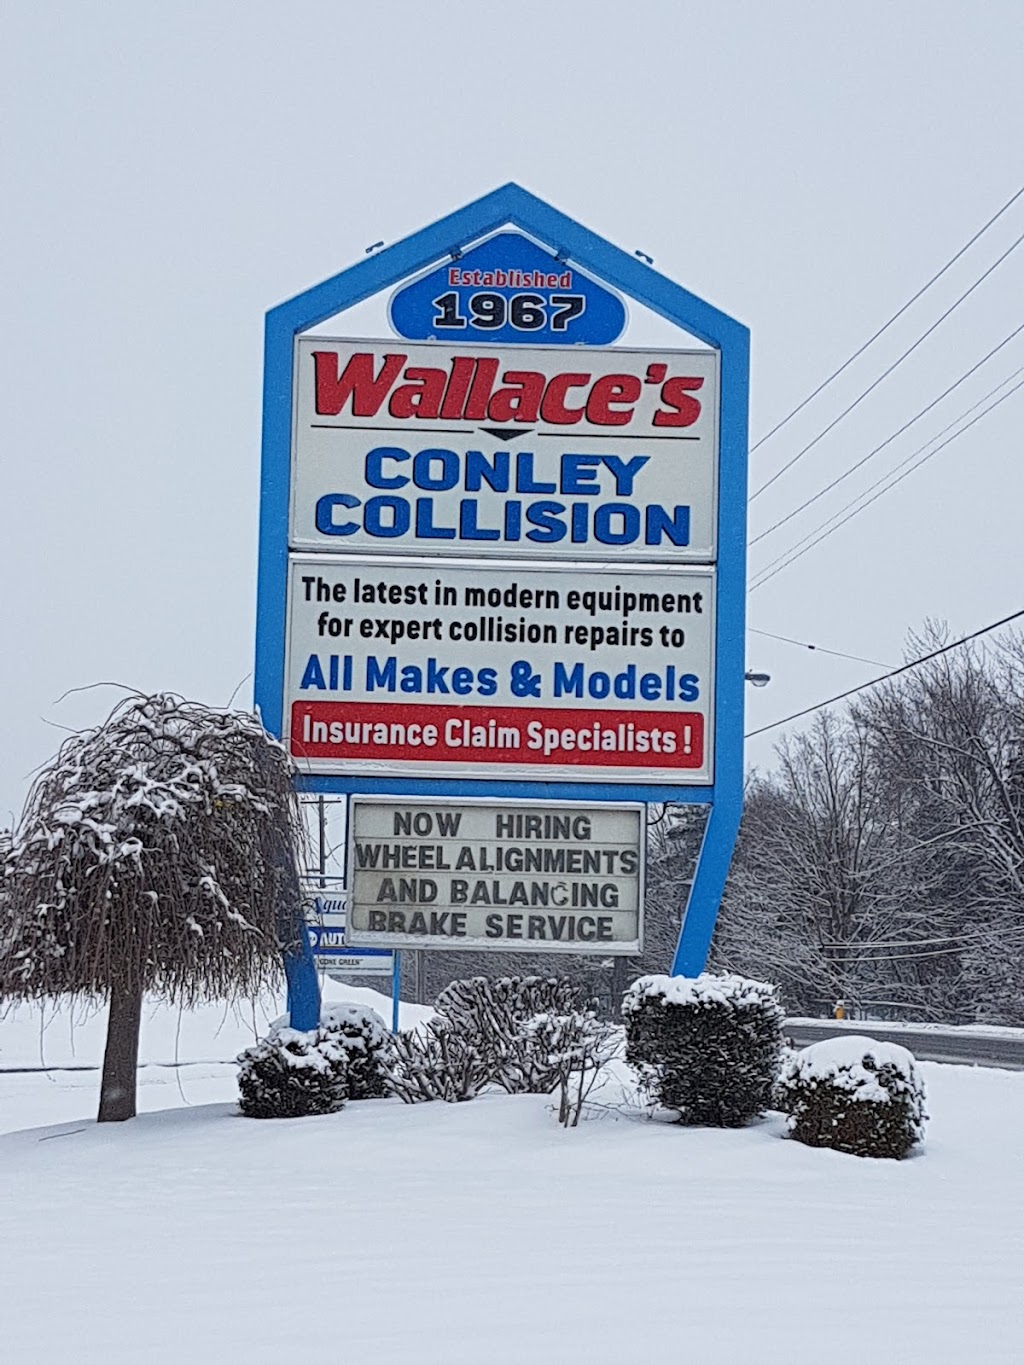 Established
1967
Wallace's
CONLEY
COLLISION
The latest in modern equipment
for expert collision repairs to
All Makes & Models
Insurance Claim Specialists !
NOW HIRING
WHEEL ALIGNMENTS
AND BALANCING
BRAKE SERVICE